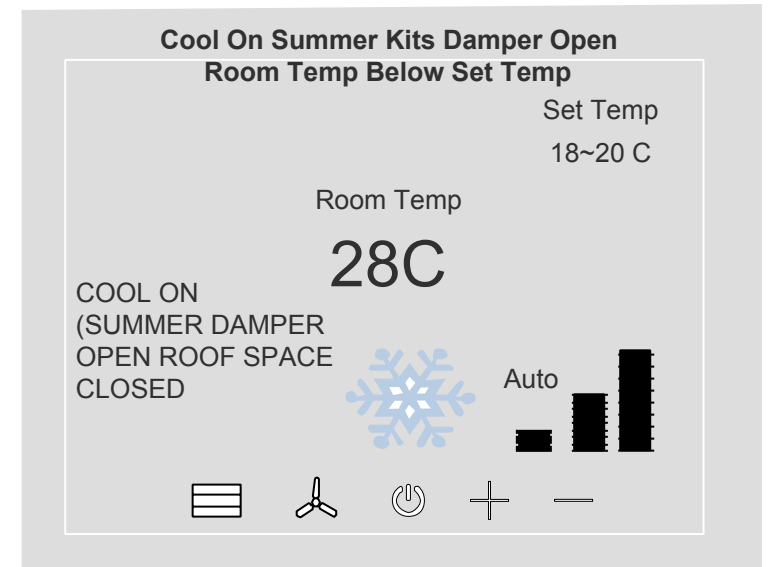 Cool On Summer Kits Damper Open
Room Temp Below Set Temp
Set Temp
18~20 C
Room Temp
28C
COOL ON
(SUMMER DAMPER
OPEN ROOF SPACE
CLOSED
Auto